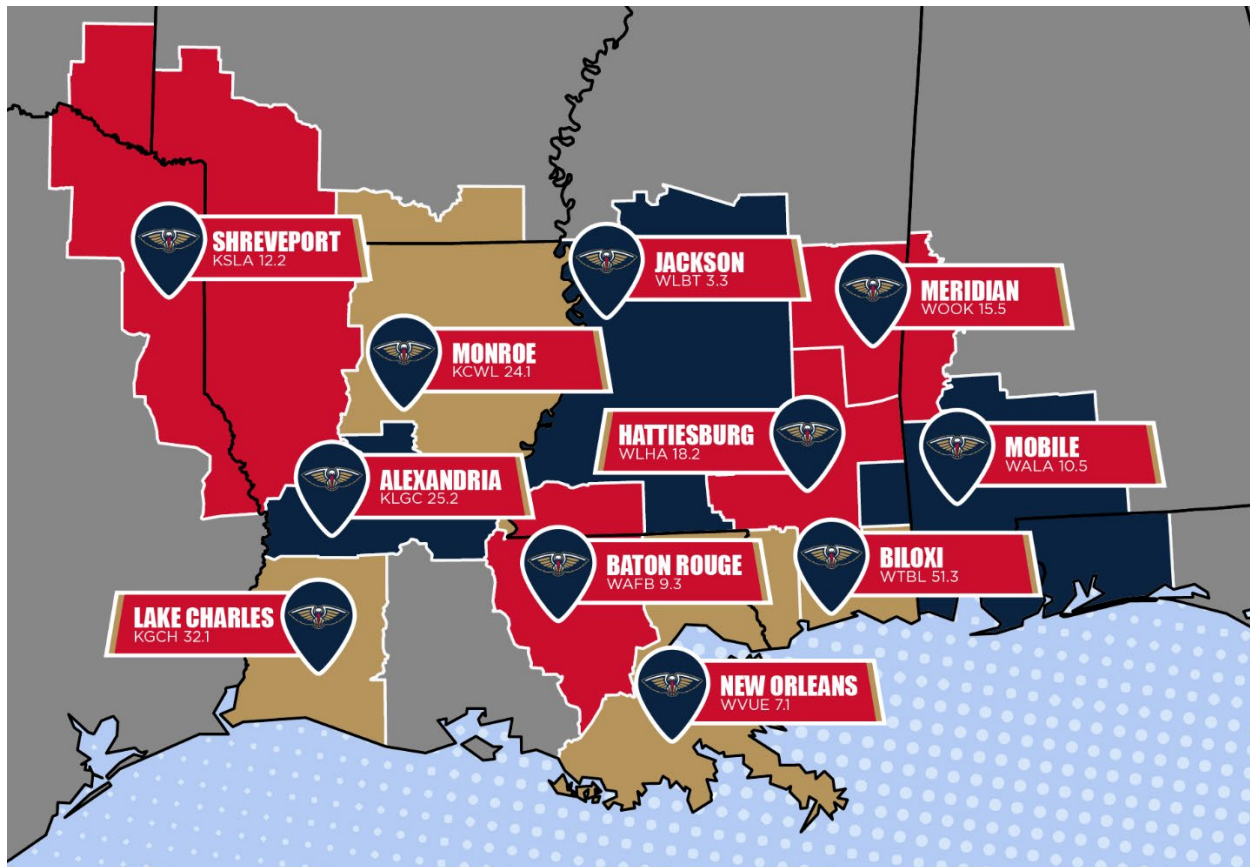 SHREVEPORT
KSLA 12.2
JACKSON
WLBT 3.3
MERIDIAN
WOOK 15.5
MONROE
KCWL 24.1
HATTIESBURG
WLHA 18.2
MOBILE
WALA 10.5
ALEXANDRIA
KLGC 25.2
BATON ROUGE
WAFB 9.3
BILOXI
WTBL 51.3
LAKE CHARLES
KGCH 32.1
NEW ORLEANS
WVUE 7.1